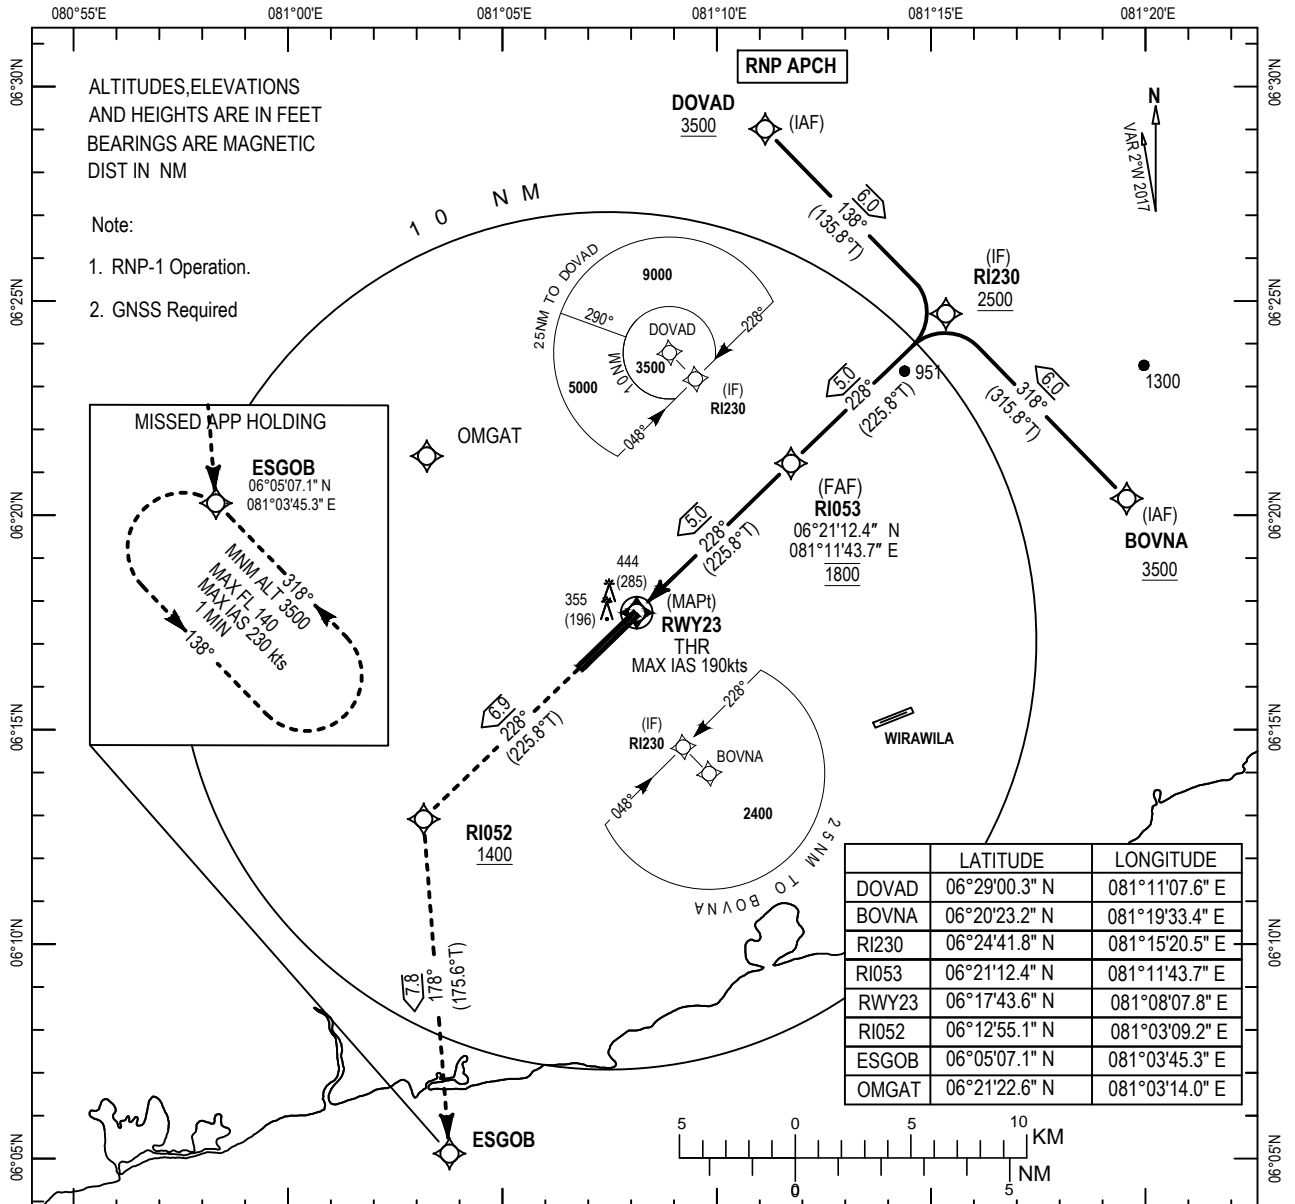 080°55'E 081°00'E 081°05'E 081°10'E 081°15'E 081°20'E
06°30'N
06°25'N
06°20'N
06°15'N
06°10'N
06°05'N
06°30'N
06°25'N
06°20'N
06°15'N
06°10'N
06°05'N
ALTITUDES,ELEVATIONS
AND HEIGHTS ARE IN FEET
BEARINGS ARE MAGNETIC
DIST IN NM
Note:
1. RNP-1 Operation.
2. GNSS Required
RNP APCH
DOVAD
3500
(IAF)
N
VAR 2°W 2017
10 NM
6.0
138°
(135.8°T)
(IF)
RI230
2500
25NM TO DOVAD
9000
290°
DOVAD
228°
3500
10NM
5000
(IF)
RI230
048°
951
1300
5.0
228°
(225.8°T)
6.0
318°
(315.8°T)
(IAF)
BOVNA
3500
OMGAT
(FAF)
RI053
06°21'12.4" N
081°11'43.7" E
1800
5.0
228°
(225.8°T)
MISSED APP HOLDING
ESGOB
06°05'07.1" N
081°03'45.3" E
318°
MNM ALT 3500
MAX FL 140
MAX IAS 230 kts
1 MIN
138°
444
(285)
355
(196)
(MAPt)
RWY23
THR
MAX IAS 190kts
6.9
228°
(225.8°T)
228°
(IF)
RI230
BOVNA
048°
2400
25NM TO BOVNA
WIRAWILA
RI052
1400
7.8
178°
(175.6°T)
ESGOB
LATITUDE LONGITUDE
DOVAD 06°29'00.3" N 081°11'07.6" E
BOVNA 06°20'23.2" N 081°19'33.4" E
RI230 06°24'41.8" N 081°15'20.5" E
RI053 06°21'12.4" N 081°11'43.7" E
RWY23 06°17'43.6" N 081°08'07.8" E
RI052 06°12'55.1" N 081°03'09.2" E
ESGOB 06°05'07.1" N 081°03'45.3" E
OMGAT 06°21'22.6" N 081°03'14.0" E
5 0 10
KM
NM
0 5